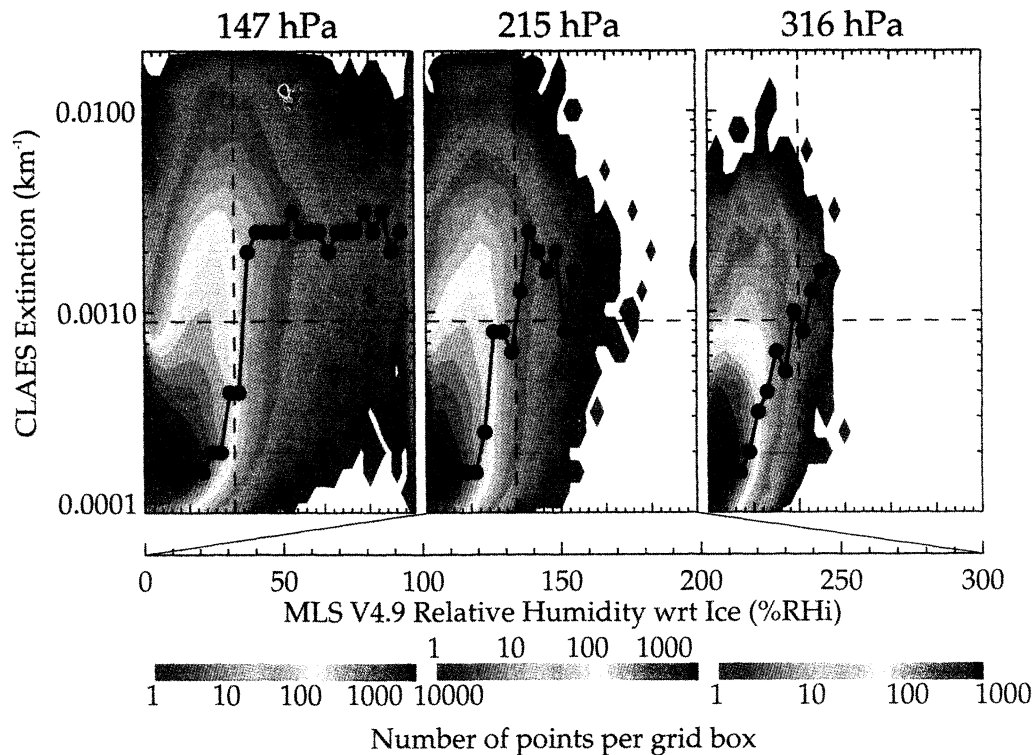 147 hPa 215 hPa 316 hPa
0.0100
0.0010
0.0001
CLAES Extinction (km⁻¹)
0 50 100 150 200 250 300
MLS V4.9 Relative Humidity wrt Ice (%RHi)
1 10 100 1000
1 10 100 1000 10000 1 10 100 1000
Number of points per grid box